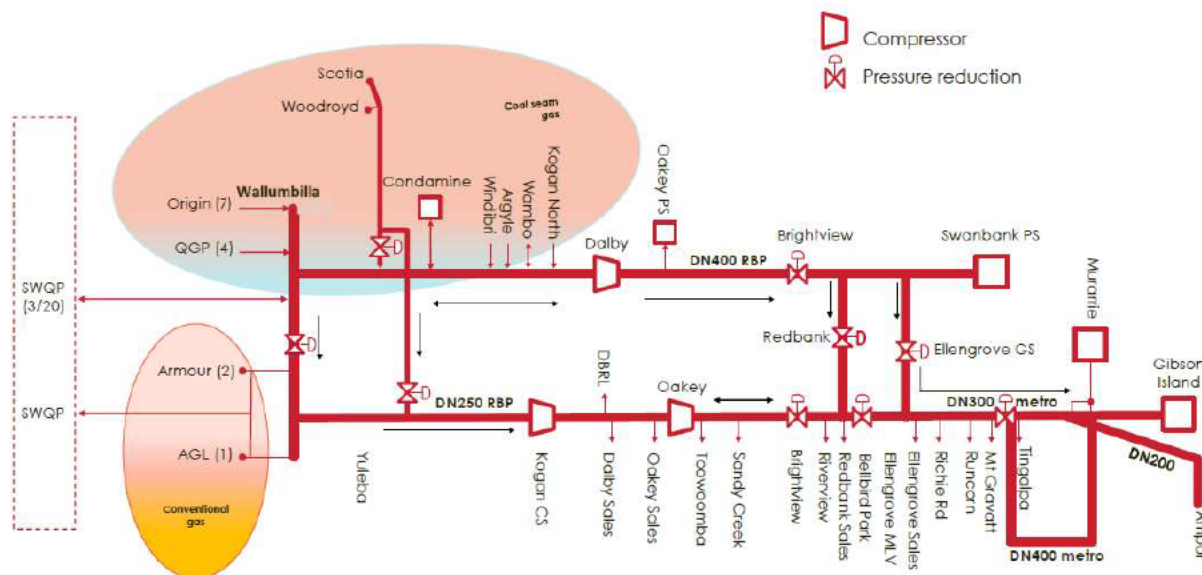 Compressor
Pressure reduction
Scotia
Woodroyd
Coal seam
gas
Wallumbilla
Origin (7)
QGP (4)
SWQP
(3/20)
Armour (2)
SWQP
AGL (1)
Conventional
gas
Condamine
Windibri
Argyle
Wambo
Kogan North
Dalby
Oakey PS
DN400 RBP
Brightview
Swanbank PS
Redbank
Ellengrove GS
Murarrie
Gibson
Island
DN250 RBP
DBRL
Oakey
DN300 metro
DN200
Yuleba
Kogan CS
Dalby Sales
Oakey Sales
Toowoomba
Sandy Creek
Brightview
Riverview
Redbank Sales
Bellbird Park
Ellengrove MLV
Ellengrove Sales
Richie Rd
Runcorn
Mt Gravatt
Tingalpa
DN400 metro